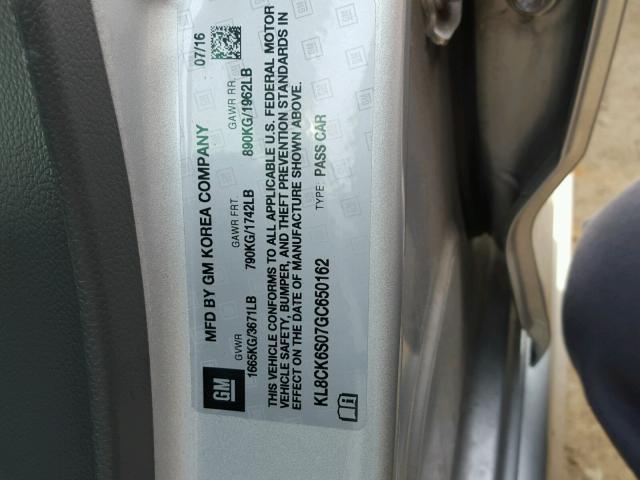 GM
MFD BY GM KOREA COMPANY 07/16
GVWR GAWR FRT GAWR RR
1665KG/3671LB 790KG/1742LB 890KG/1962LB
THIS VEHICLE CONFORMS TO ALL APPLICABLE U.S. FEDERAL MOTOR
VEHICLE SAFETY, BUMPER, AND THEFT PREVENTION STANDARDS IN
EFFECT ON THE DATE OF MANUFACTURE SHOWN ABOVE.
TYPE: PASS CAR
KL8CK6S07GC650162